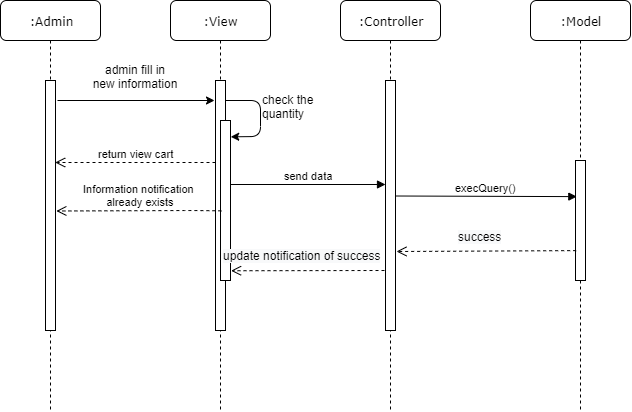 :Admin
:View
:Controller
:Model
admin fill in
new information
check the
quantity
return view cart
send data
Information notification
already exists
execQuery()
success
update notification of success